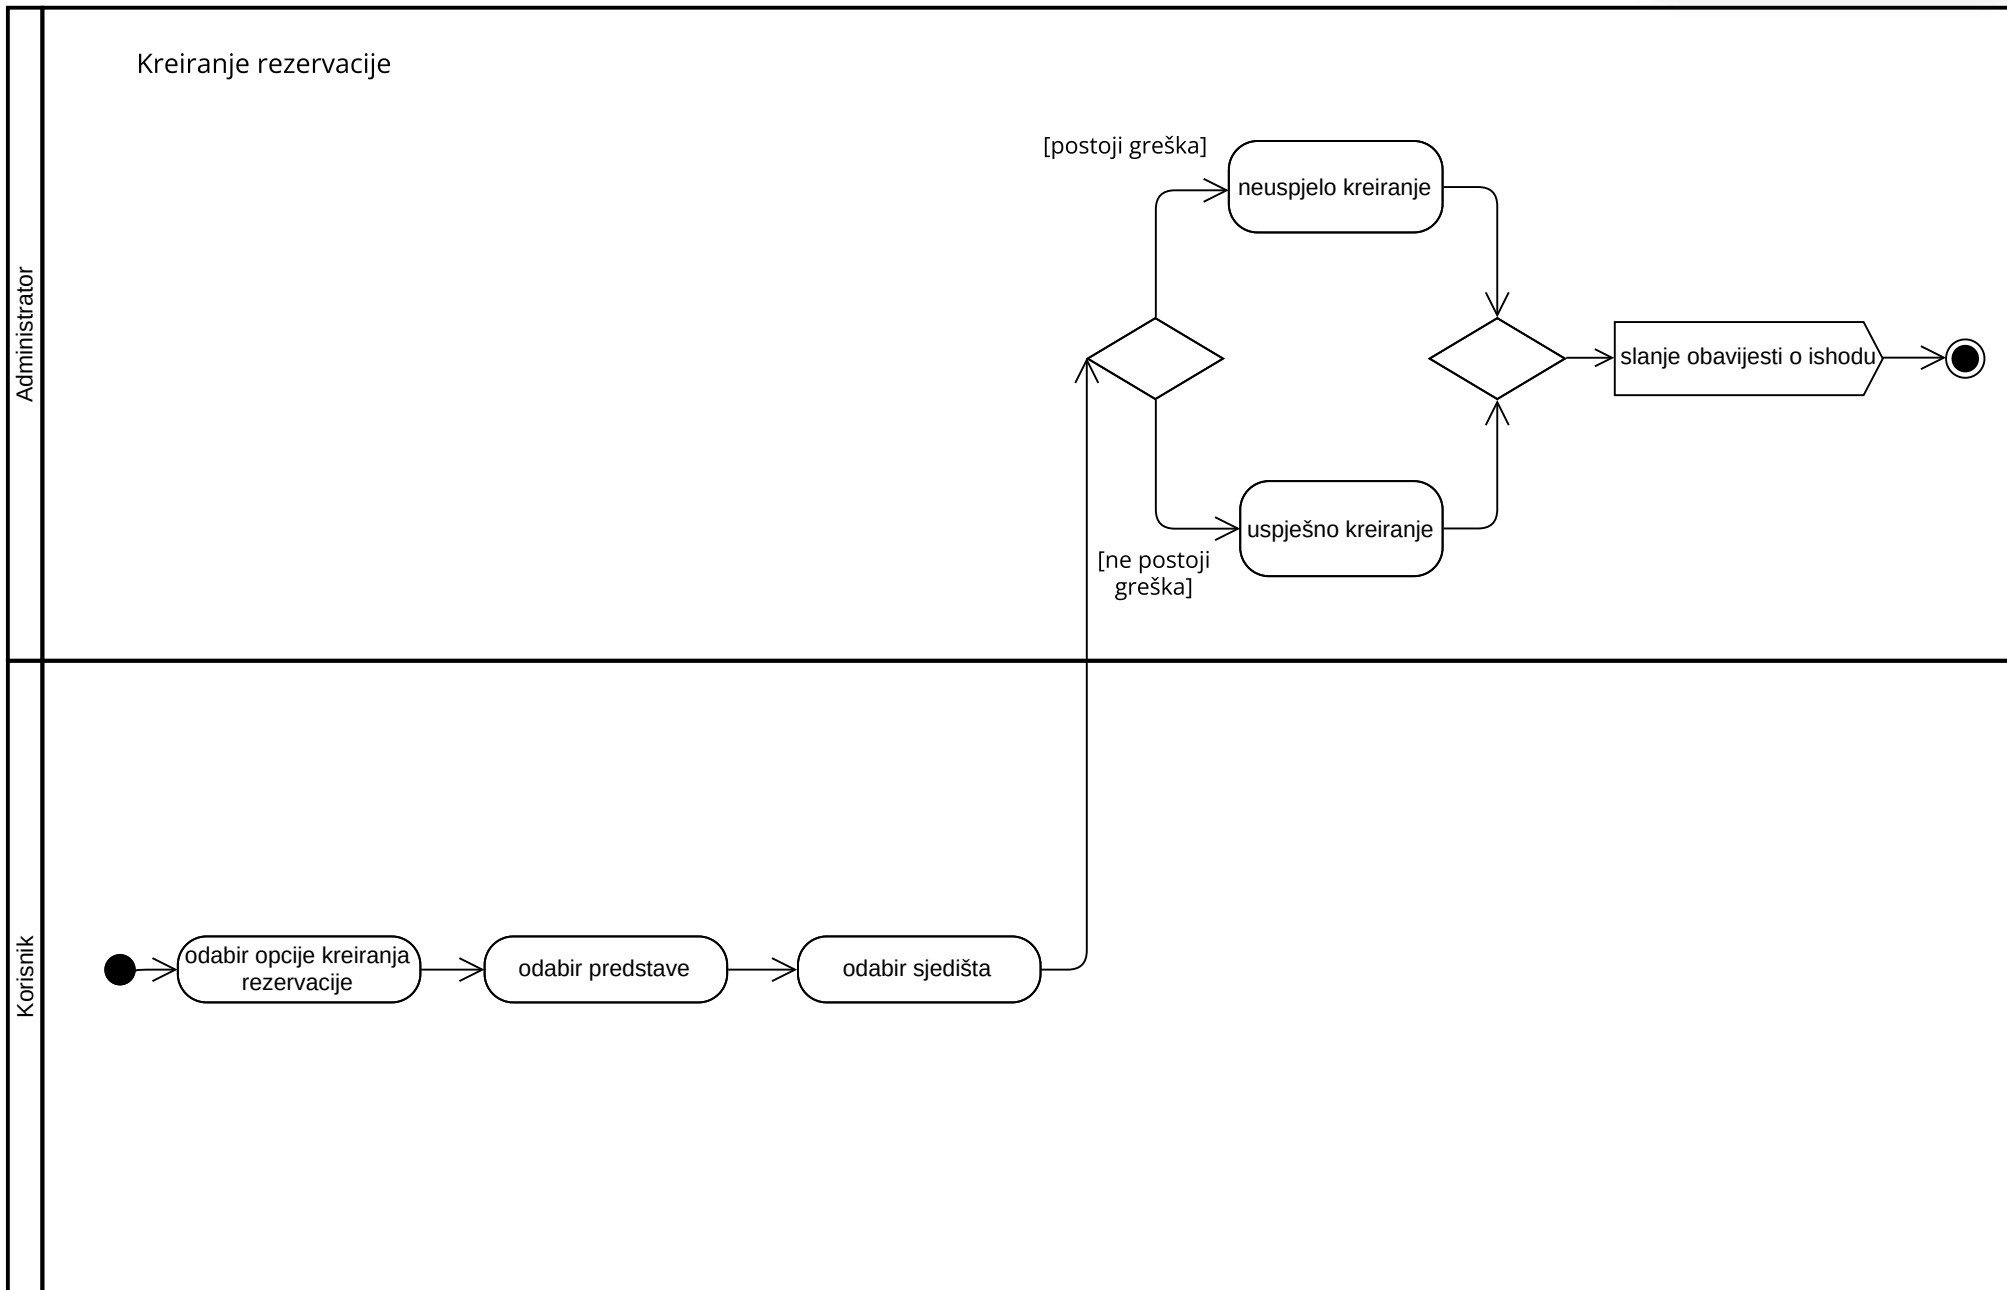 Kreiranje rezervacije
[postoji greška]
neuspjelo kreiranje
Administrator
slanje obavijesti o ishodu
uspješno kreiranje
[ne postoji
greška]
Korisnik
odabir opcije kreiranja
rezervacije
odabir predstave
odabir sjedišta